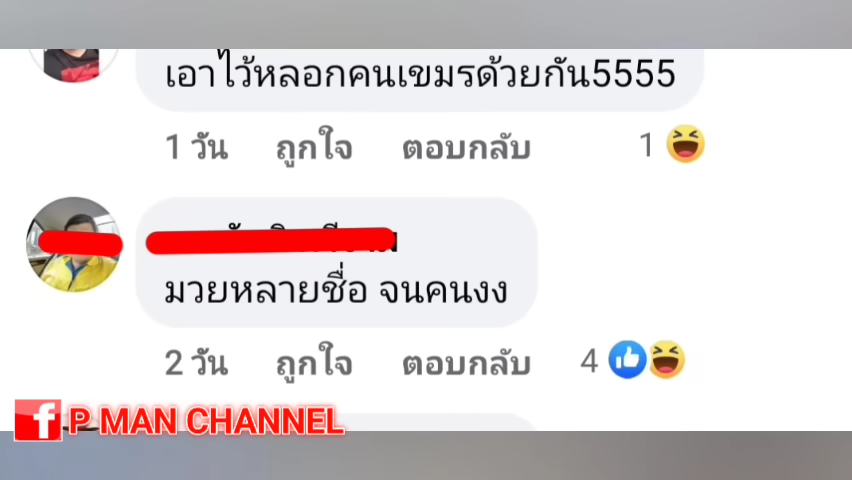 เอาไว้หลอกคนเขมรด้วยกัน5555
1 วัน ถูกใจ ตอบกลับ 1
มวยหลายชื่อ จนคนงง
2 วัน ถูกใจ ตอบกลับ 4
f P MAN CHANNEL